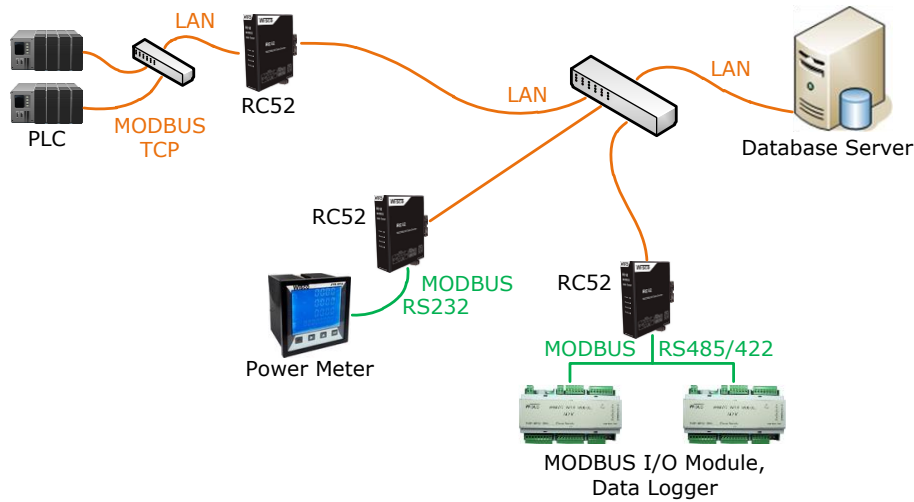 LAN
RC52
PLC
MODBUS
TCP
LAN
LAN
Database Server
RC52
MODBUS
RS232
Power Meter
RC52
MODBUS RS485/422
MODBUS I/O Module,
Data Logger